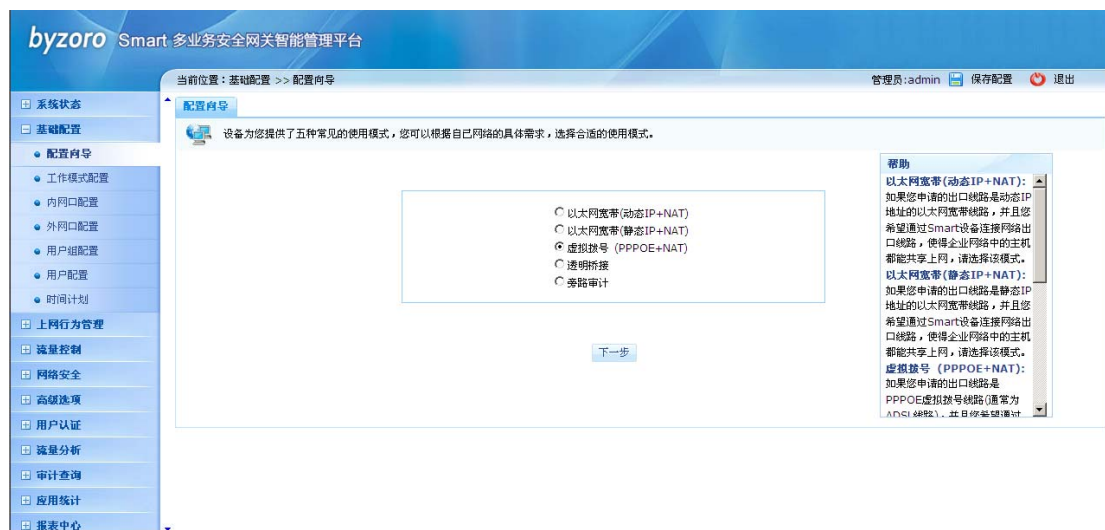 byzoro Smart 多业务安全网关智能管理平台
当前位置：基础配置 >> 配置向导
管理员:admin 保存配置 退出
系统状态
基础配置
配置向导
工作模式配置
内网口配置
外网口配置
用户组配置
用户配置
时间计划
上网行为管理
流量控制
网络安全
高级选项
用户认证
流量分析
审计查询
应用统计
报表中心
配置向导
设备为您提供了五种常见的使用模式，您可以根据自己网络的具体需求，选择合适的使用模式。
以太网宽带(动态IP+NAT)
以太网宽带(静态IP+NAT)
虚拟拨号 (PPPOE+NAT)
透明桥接
旁路审计
下一步
帮助
以太网宽带(动态IP+NAT):
如果您申请的出口线路是动态IP
地址的以太网宽带线路，并且您
希望通过Smart设备连接网络出
口线路，使得企业网络中的主机
都能共享上网，请选择该模式。
以太网宽带(静态IP+NAT):
如果您申请的出口线路是静态IP
地址的以太网宽带线路，并且您
希望通过Smart设备连接网络出
口线路，使得企业网络中的主机
都能共享上网，请选择该模式。
虚拟拨号 (PPPOE+NAT):
如果您申请的出口线路是
PPPOE虚拟拨号线路(通常为
ADSL线路)，并且您希望通过